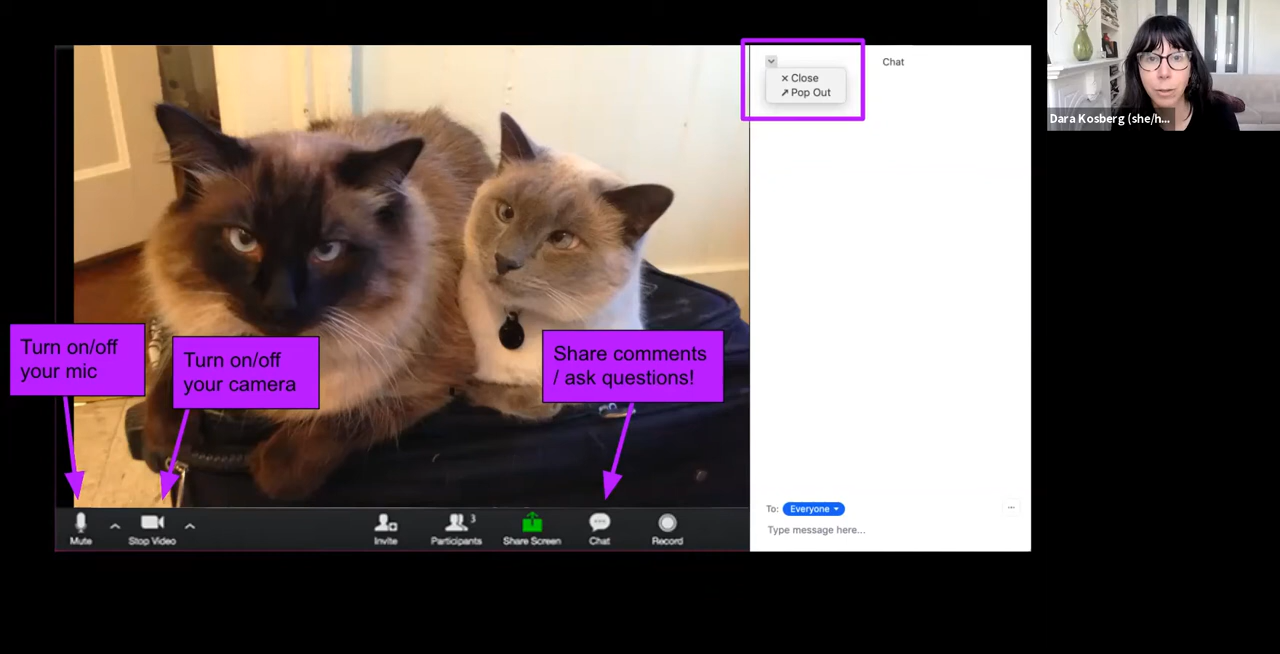 Chat
× Close
↗ Pop Out
Dara Kosberg (she/h...
Turn on/off
your mic
Turn on/off
your camera
Share comments
/ ask questions!
To: Everyone
Type message here...
Mute
Stop Video
Invite
Participants
3
Share Screen
Chat
Record